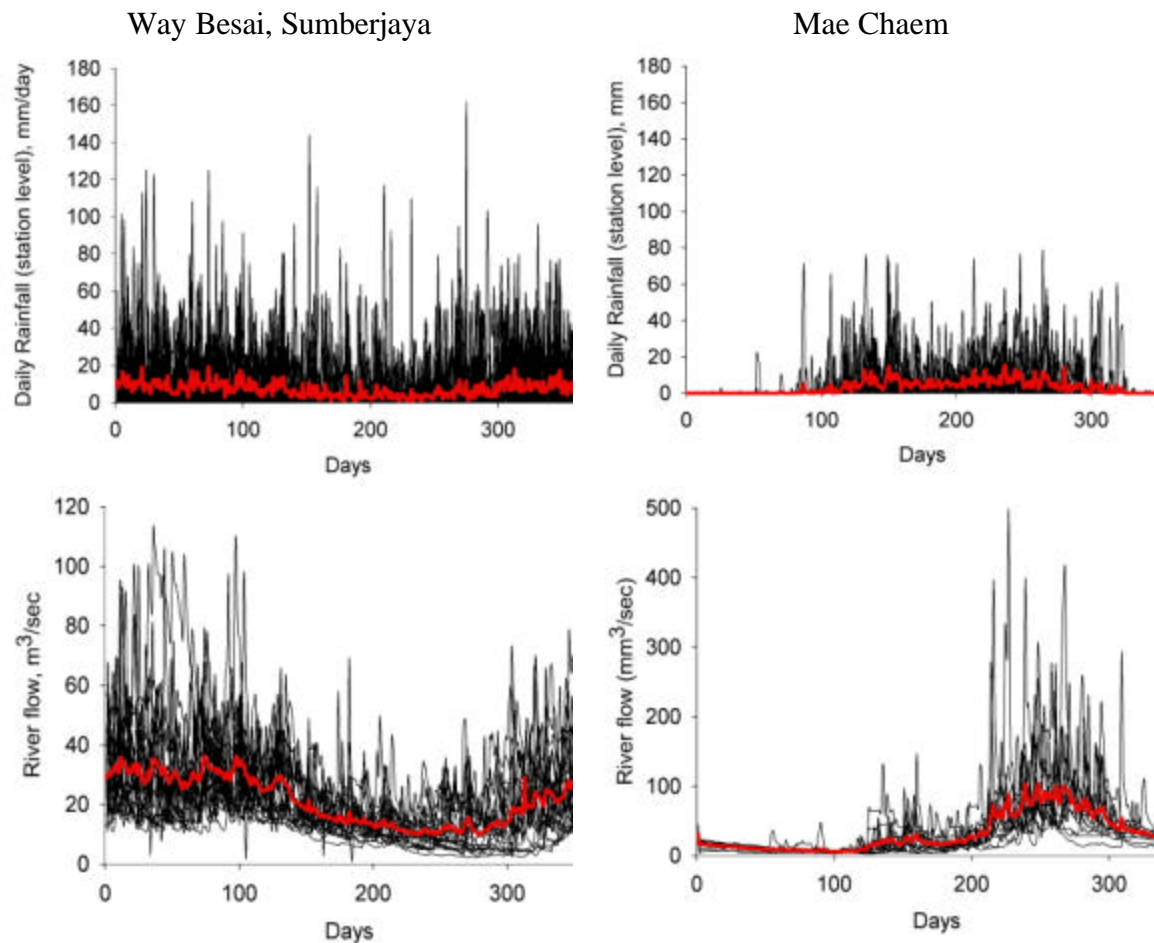 Way Besai, Sumberjaya
Mae Chaem
Daily Rainfall (station level), mm/day
180
160
140
120
100
80
60
40
20
0
0 100 200 300
Days
Daily Rainfall (station level), mm
180
160
140
120
100
80
60
40
20
0
0 100 200 300
Days
River flow, m³/sec
120
100
80
60
40
20
0
0 100 200 300
Days
River flow (mm³/sec)
500
400
300
200
100
0
0 100 200 300
Days